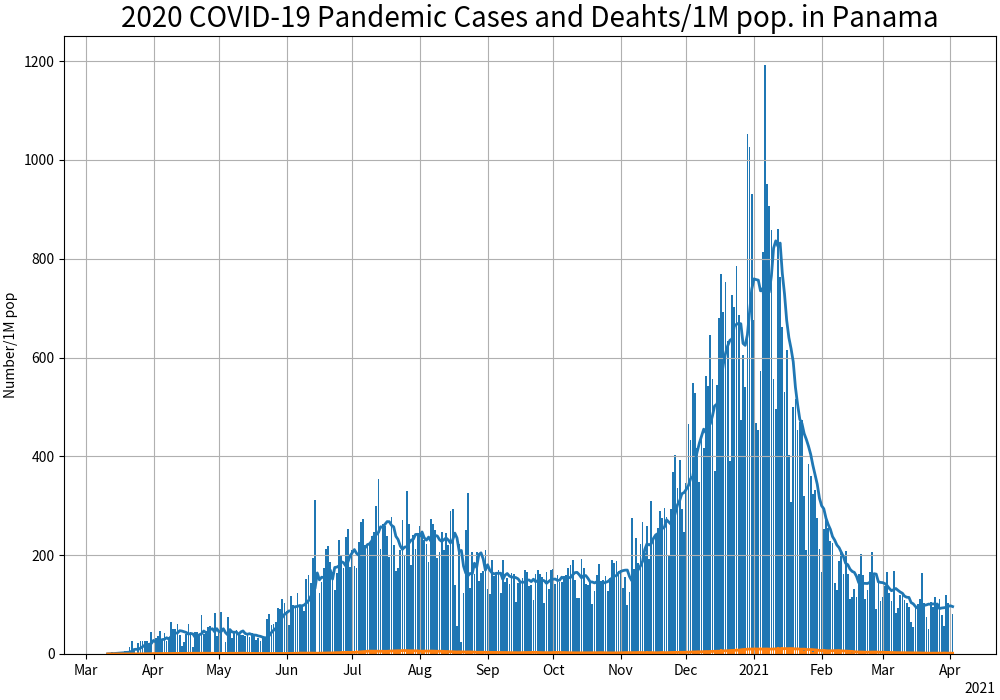 2020 COVID-19 Pandemic Cases and Deahts/1M pop. in Panama
Number/1M pop
1200
1000
800
600
400
200
0
Mar Apr May Jun Jul Aug Sep Oct Nov Dec 2021 Feb Mar Apr
2021